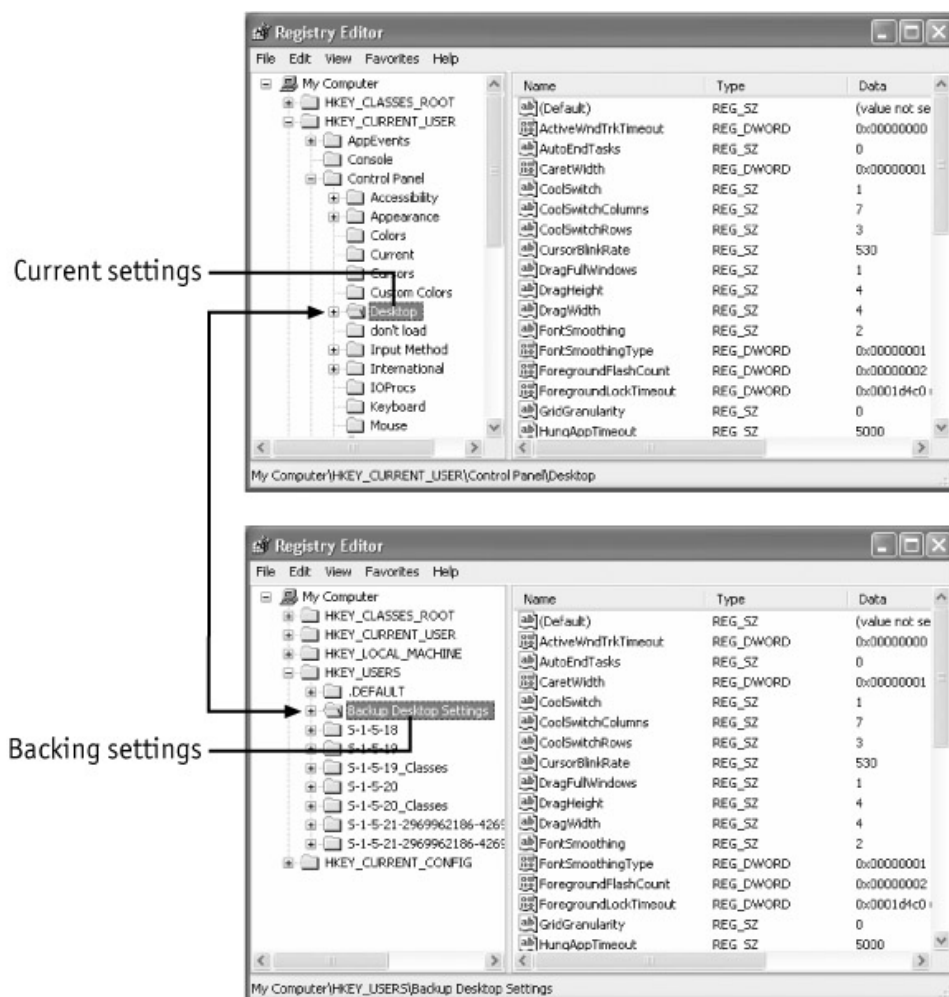 Registry Editor
File Edit View Favorites Help
My Computer
HKEY_CLASSES_ROOT
HKEY_CURRENT_USER
AppEvents
Console
Control Panel
Accessibility
Appearance
Colors
Current
Cursors
Custom Colors
Desktop
don't load
Input Method
International
IOProcs
Keyboard
Mouse
Name Type Data
(Default) REG_SZ (value not se
ActiveWndTrkTimeout REG_DWORD 0x00000000
AutoEndTasks REG_SZ 0
CaretWidth REG_DWORD 0x00000001
CoolSwitch REG_SZ 1
CoolSwitchColumns REG_SZ 7
CoolSwitchRows REG_SZ 3
CursorBlinkRate REG_SZ 530
DragFullWindows REG_SZ 1
DragHeight REG_SZ 4
DragWidth REG_SZ 4
FontSmoothing REG_SZ 2
FontSmoothingType REG_DWORD 0x00000001
ForegroundFlashCount REG_DWORD 0x00000002
ForegroundLockTimeout REG_DWORD 0x0001d4c0
GridGranularity REG_SZ 0
HungAppTimeout REG_SZ 5000
My Computer\HKEY_CURRENT_USER\Control Panel\Desktop
Current settings
Registry Editor
File Edit View Favorites Help
My Computer
HKEY_CLASSES_ROOT
HKEY_CURRENT_USER
HKEY_LOCAL_MACHINE
HKEY_USERS
.DEFAULT
Backup Desktop Settings
S-1-5-18
S-1-5-19
S-1-5-19_Classes
S-1-5-20
S-1-5-20_Classes
S-1-5-21-2969962186-4269
S-1-5-21-2969962186-4269
HKEY_CURRENT_CONFIG
Name Type Data
(Default) REG_SZ (value not se
ActiveWndTrkTimeout REG_DWORD 0x00000000
AutoEndTasks REG_SZ 0
CaretWidth REG_DWORD 0x00000001
CoolSwitch REG_SZ 1
CoolSwitchColumns REG_SZ 7
CoolSwitchRows REG_SZ 3
CursorBlinkRate REG_SZ 530
DragFullWindows REG_SZ 1
DragHeight REG_SZ 4
DragWidth REG_SZ 4
FontSmoothing REG_SZ 2
FontSmoothingType REG_DWORD 0x00000001
ForegroundFlashCount REG_DWORD 0x00000002
ForegroundLockTimeout REG_DWORD 0x0001d4c0
GridGranularity REG_SZ 0
HungAppTimeout REG_SZ 5000
My Computer\HKEY_USERS\Backup Desktop Settings
Backing settings